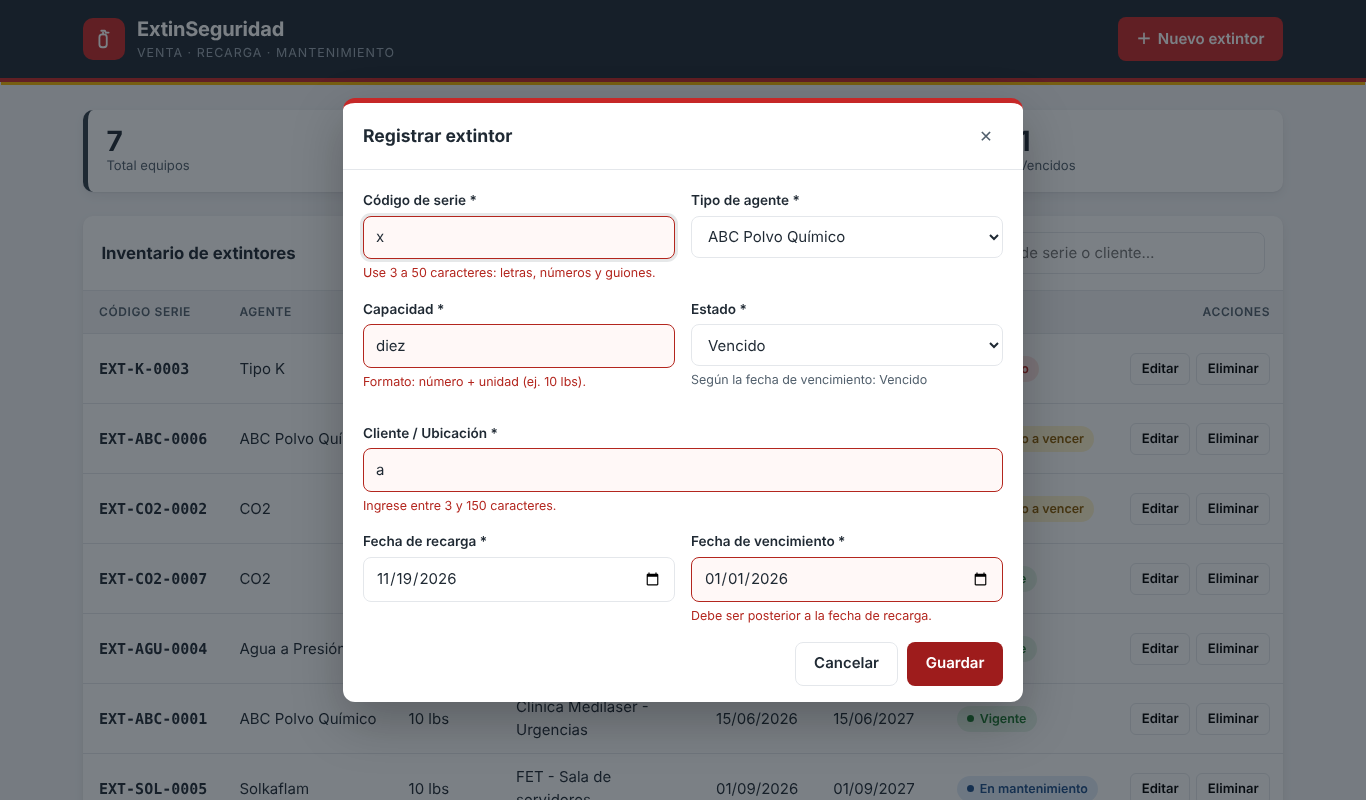 ExtinSeguridad
VENTA · RECARGA · MANTENIMIENTO
+ Nuevo extintor
7
Total equipos
1
Vencidos
Inventario de extintores
de serie o cliente...
CÓDIGO SERIE
AGENTE
ACCIONES
EXT-K-0003
Tipo K
Editar
Eliminar
EXT-ABC-0006
ABC Polvo Quí
o a vencer
Editar
Eliminar
EXT-CO2-0002
CO2
o a vencer
Editar
Eliminar
EXT-CO2-0007
CO2
Editar
Eliminar
EXT-AGU-0004
Agua a Presión
Editar
Eliminar
EXT-ABC-0001
ABC Polvo Químico
10 lbs
Clínica Medilaser -
Urgencias
15/06/2026
15/06/2027
Vigente
Editar
Eliminar
EXT-SOL-0005
Solkaflam
10 lbs
FET - Sala de
servidores
01/09/2026
01/09/2027
En mantenimiento
Editar
Eliminar
Registrar extintor
×
Código de serie *
x
Use 3 a 50 caracteres: letras, números y guiones.
Tipo de agente *
ABC Polvo Químico
Capacidad *
diez
Formato: número + unidad (ej. 10 lbs).
Estado *
Vencido
Según la fecha de vencimiento: Vencido
Cliente / Ubicación *
a
Ingrese entre 3 y 150 caracteres.
Fecha de recarga *
11/19/2026
Fecha de vencimiento *
01/01/2026
Debe ser posterior a la fecha de recarga.
Cancelar
Guardar